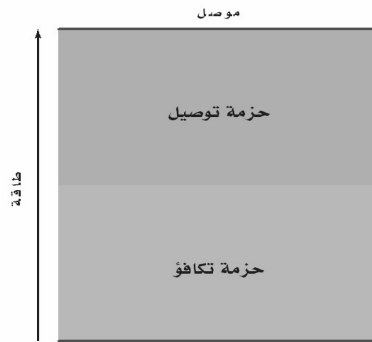 موصل
حزمة توصيل
طاقة
حزمة تكافؤ